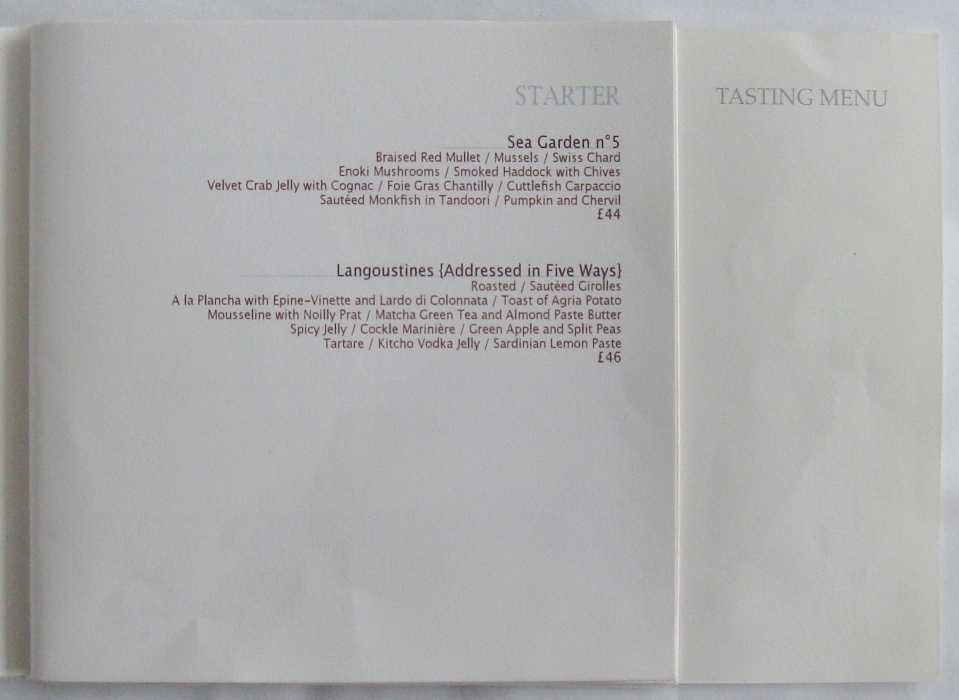 STARTER
Sea Garden n°5
Braised Red Mullet / Mussels / Swiss Chard
Enoki Mushrooms / Smoked Haddock with Chives
Velvet Crab Jelly with Cognac / Foie Gras Chantilly / Cuttlefish Carpaccio
Sautéed Monkfish in Tandoori / Pumpkin and Chervil
£44
Langoustines {Addressed in Five Ways}
Roasted / Sautéed Girolles
A la Plancha with Epine-Vinette and Lardo di Colonnata / Toast of Agria Potato
Mousseline with Noilly Prat / Matcha Green Tea and Almond Paste Butter
Spicy Jelly / Cockle Marinière / Green Apple and Split Peas
Tartare / Kitcho Vodka Jelly / Sardinian Lemon Paste
£46
TASTING MENU